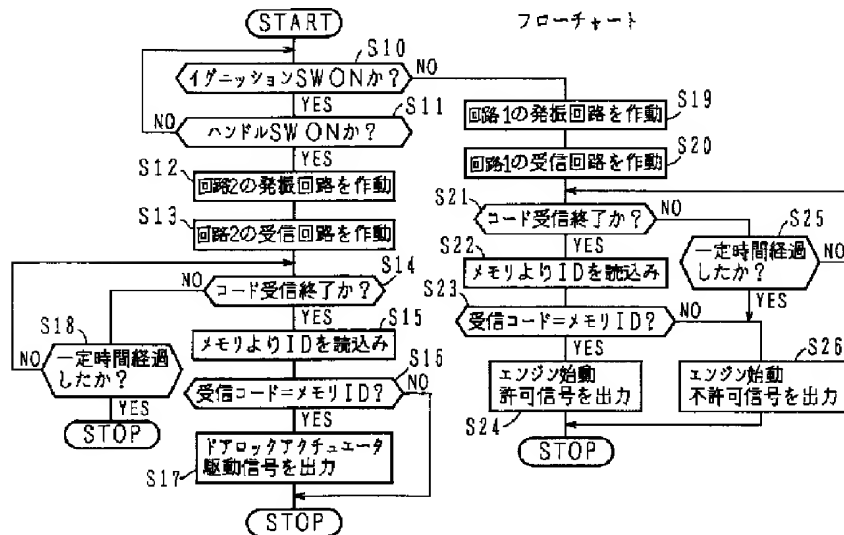 フローチャート
START
S10
イグニッションSWONか？
NO
YES
S11
NO
ハンドルSWONか？
YES
S12
回路2の発振回路を作動
S13
回路2の受信回路を作動
S14
NO
コード受信終了か？
YES
S15
メモリよりIDを読込み
S18
NO
一定時間経過
したか？
YES
STOP
S16
受信コード=メモリID？
NO
YES
ドアロックアクチュエータ
駆動信号を出力
S17
STOP
S19
回路1の発振回路を作動
S20
回路1の受信回路を作動
S21
コード受信終了か？
NO
YES
S25
一定時間経過
したか？
NO
YES
S22
メモリよりIDを読込み
S23
受信コード=メモリID？
NO
YES
エンジン始動
許可信号を出力
S24
S26
エンジン始動
不許可信号を出力
STOP